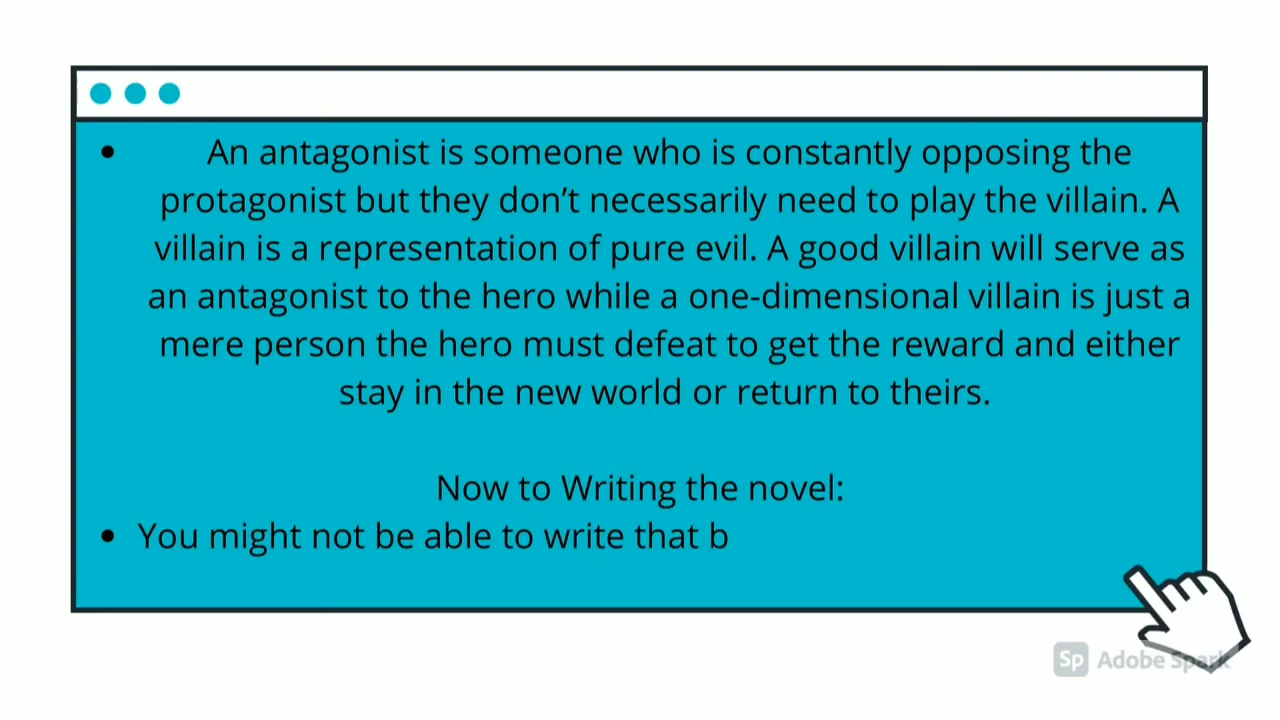 • An antagonist is someone who is constantly opposing the
protagonist but they don’t necessarily need to play the villain. A
villain is a representation of pure evil. A good villain will serve as
an antagonist to the hero while a one-dimensional villain is just a
mere person the hero must defeat to get the reward and either
stay in the new world or return to theirs.
Now to Writing the novel:
• You might not be able to write that b
Sp Adobe Spark